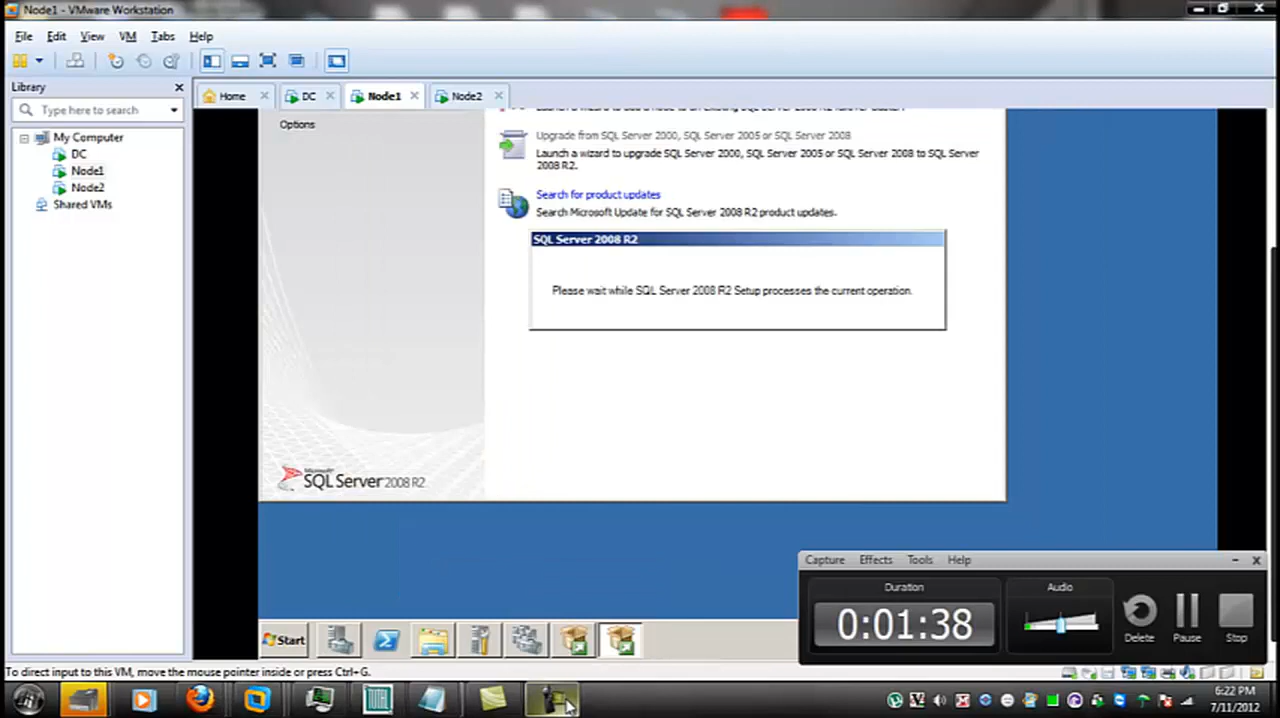 Node1 - VMware Workstation
File Edit View VM Tabs Help
Library
Type here to search
My Computer
DC
Node1
Node2
Shared VMs
Home DC Node1 Node2
Options
Upgrade from SQL Server 2000, SQL Server 2005 or SQL Server 2008
Launch a wizard to upgrade SQL Server 2000, SQL Server 2005 or SQL Server 2008 to SQL Server
2008 R2.
Search for product updates
Search Microsoft Update for SQL Server 2008 R2 product updates.
SQL Server 2008 R2
Please wait while SQL Server 2008 R2 Setup processes the current operation.
Microsoft
SQL Server 2008 R2
Capture Effects Tools Help
Duration
0:01:38
Audio
Delete Pause Stop
Start
To direct input to this VM, move the mouse pointer inside or press Ctrl+G.
6:22 PM
7/11/2012